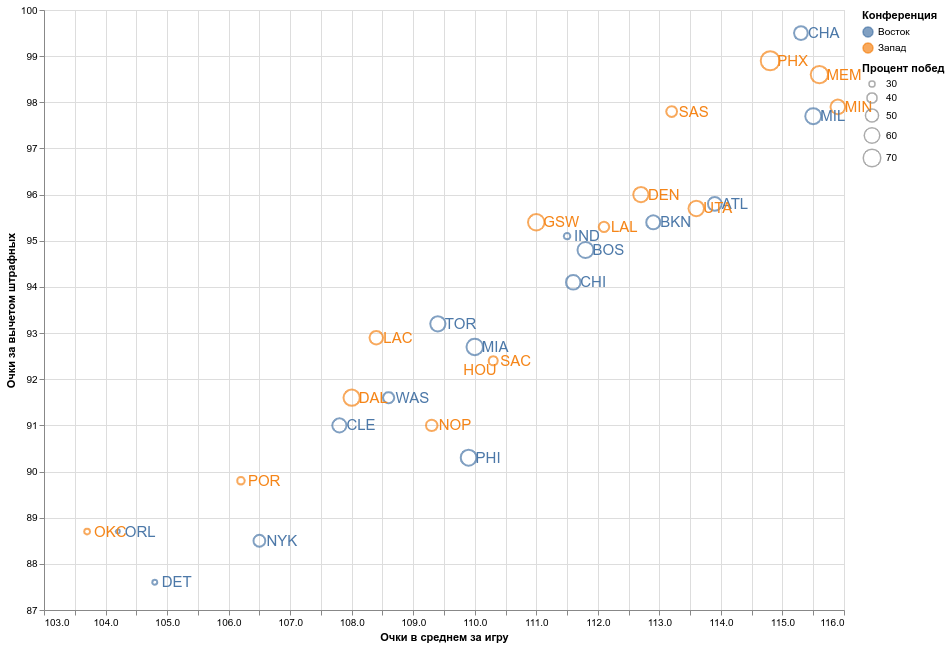 100
99
98
97
96
95
94
93
92
91
90
89
88
87
Очки за вычетом штрафных
103.0 104.0 105.0 106.0 107.0 108.0 109.0 110.0 111.0 112.0 113.0 114.0 115.0 116.0
Очки в среднем за игру
CHA
PHX
MEM
MIN
MIL
SAS
DEN
UTA
ATL
GSW
LAL
BKN
IND
BOS
CHI
TOR
LAC
MIA
SAC
HOU
DAL
WAS
CLE
NOP
PHI
POR
OKC
ORL
NYK
DET
Конференция
Восток
Запад
Процент побед
30
40
50
60
70